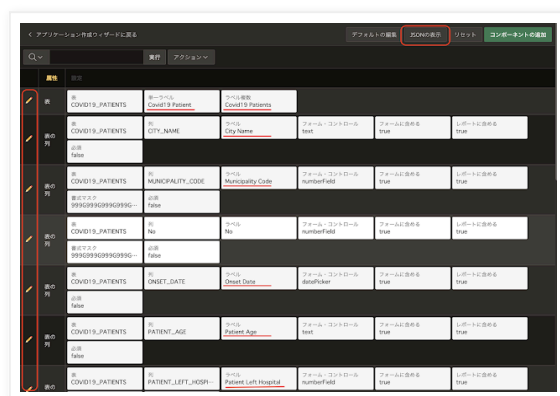 アプリケーション作成ウィザードに戻る
デフォルトの編集 JSONの表示 リセット コンポーネントの追加
実行 アクション
属性 設定
表
表 COVID19_PATIENTS
単一ラベル Covid19 Patient
ラベル複数 Covid19 Patients
表の列
表 COVID19_PATIENTS
列 CITY_NAME
ラベル City Name
フォーム・コントロール text
フォームに含める true
レポートに含める true
必須 false
表の列
表 COVID19_PATIENTS
列 MUNICIPALITY_CODE
ラベル Municipality Code
フォーム・コントロール numberField
フォームに含める true
レポートに含める true
書式マスク 999G999G999G999G…
必須 false
表の列
表 COVID19_PATIENTS
列 No
ラベル No
フォーム・コントロール numberField
フォームに含める true
レポートに含める true
書式マスク 999G999G999G999G…
必須 false
表の列
表 COVID19_PATIENTS
列 ONSET_DATE
ラベル Onset Date
フォーム・コントロール datePicker
フォームに含める true
レポートに含める true
必須 false
表の列
表 COVID19_PATIENTS
列 PATIENT_AGE
ラベル Patient Age
フォーム・コントロール text
フォームに含める true
レポートに含める true
必須 false
表の列
表 COVID19_PATIENTS
列 PATIENT_LEFT_HOSPI…
ラベル Patient Left Hospital
フォーム・コントロール numberField
フォームに含める true
レポートに含める true